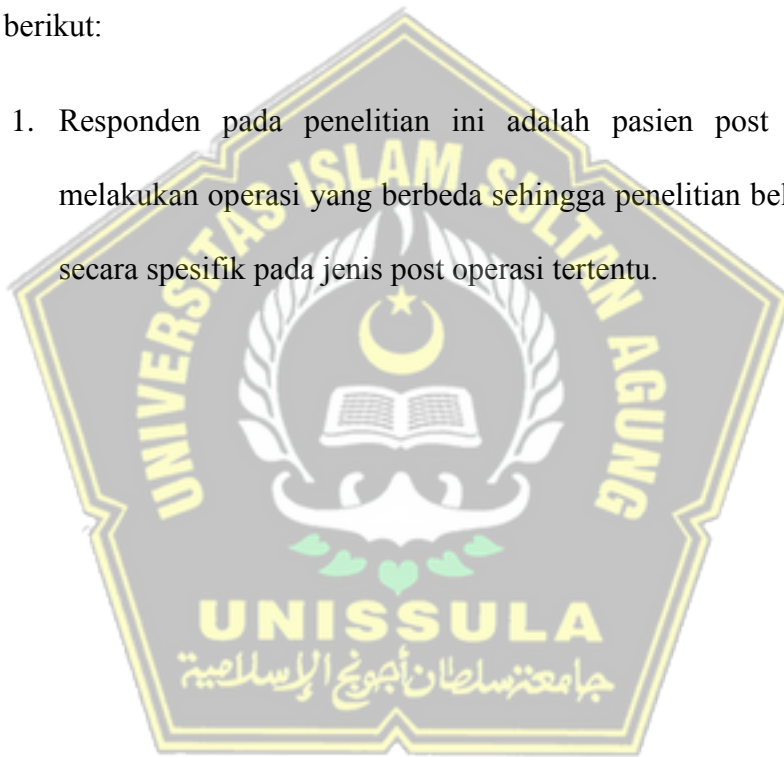 berikut:
1. Responden pada penelitian ini adalah pasien post
melakukan operasi yang berbeda sehingga penelitian
secara spesifik pada jenis post operasi tertentu.
UNIVERSITAS ISLAM SULTAN AGUNG
UNISSULA
جامعة سلطان أجونج الإسلامية